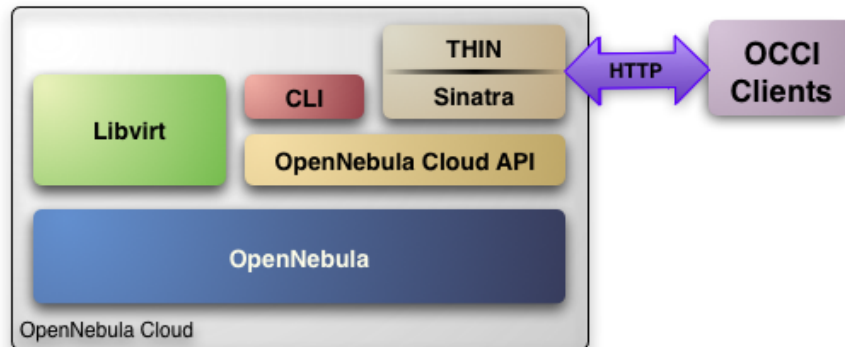 THIN
Sinatra
HTTP
OCCI
Clients
Libvirt
CLI
OpenNebula Cloud API
OpenNebula
OpenNebula Cloud